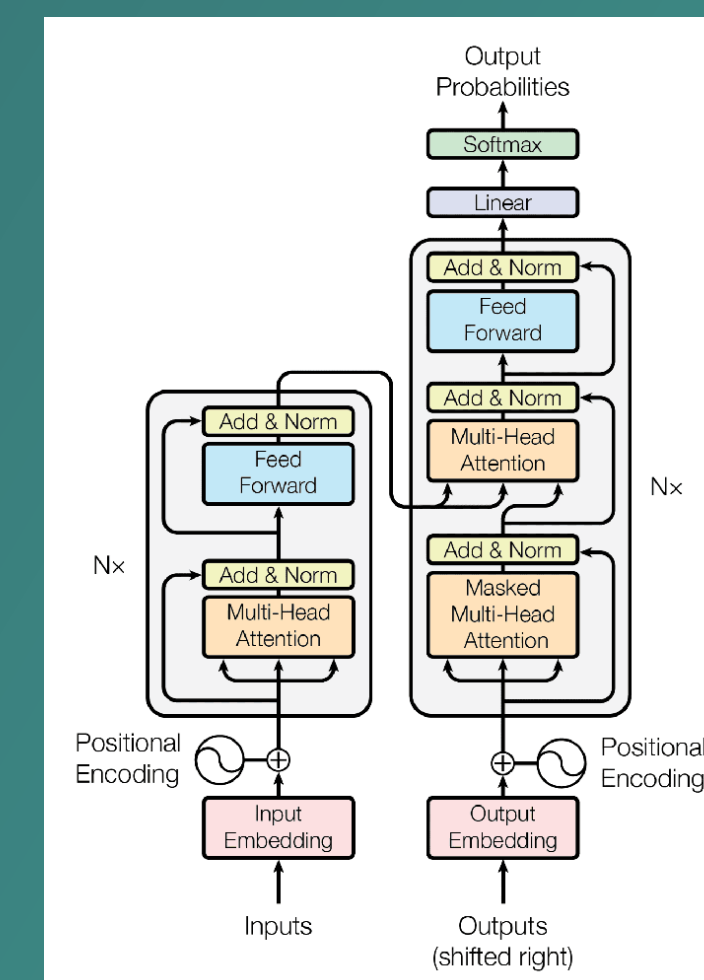 Output
Probabilities
Softmax
Linear
Add & Norm
Feed
Forward
Add & Norm
Multi-Head
Attention
N×
Add & Norm
Masked
Multi-Head
Attention
Add & Norm
Feed
Forward
N×
Add & Norm
Multi-Head
Attention
Positional
Encoding
Positional
Encoding
Input
Embedding
Output
Embedding
Inputs
Outputs
(shifted right)